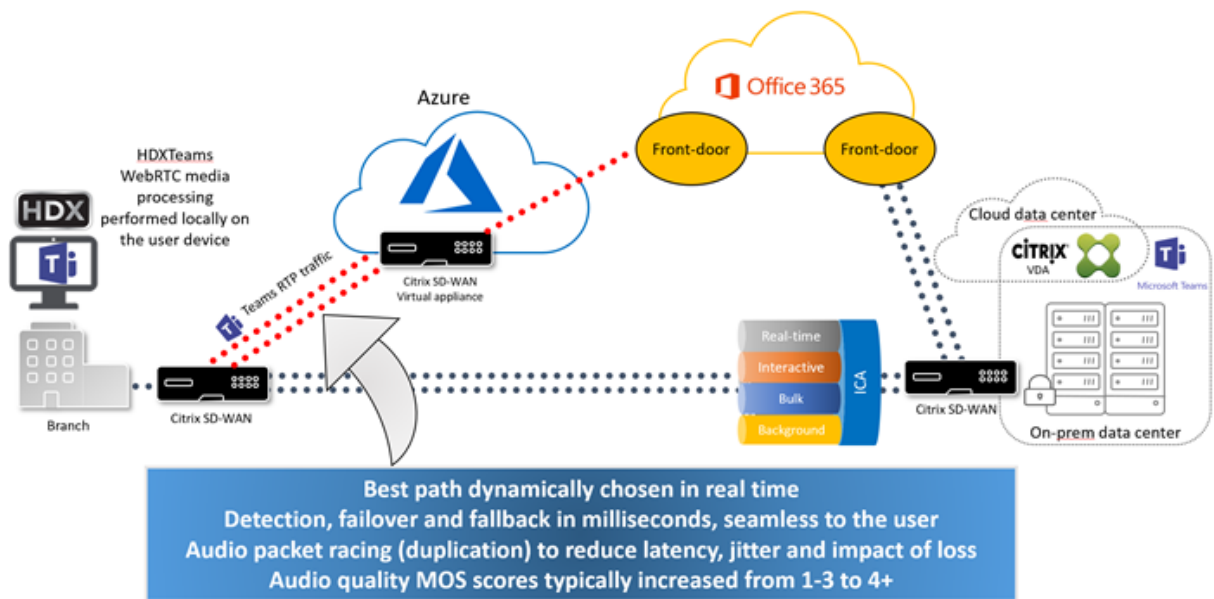 Azure
Office 365
Front-door
Front-door
HDXTeams
WebRTC media
processing
performed locally on
the user device
HDX
Teams RTP traffic
Citrix SD-WAN
Virtual appliance
Cloud data center
CITRIX
VDA
Microsoft Teams
Real-time
Interactive
Bulk
Background
ICA
Branch
Citrix SD-WAN
Citrix SD-WAN
On-prem data center
Best path dynamically chosen in real time
Detection, failover and fallback in milliseconds, seamless to the user
Audio packet racing (duplication) to reduce latency, jitter and impact of loss
Audio quality MOS scores typically increased from 1-3 to 4+